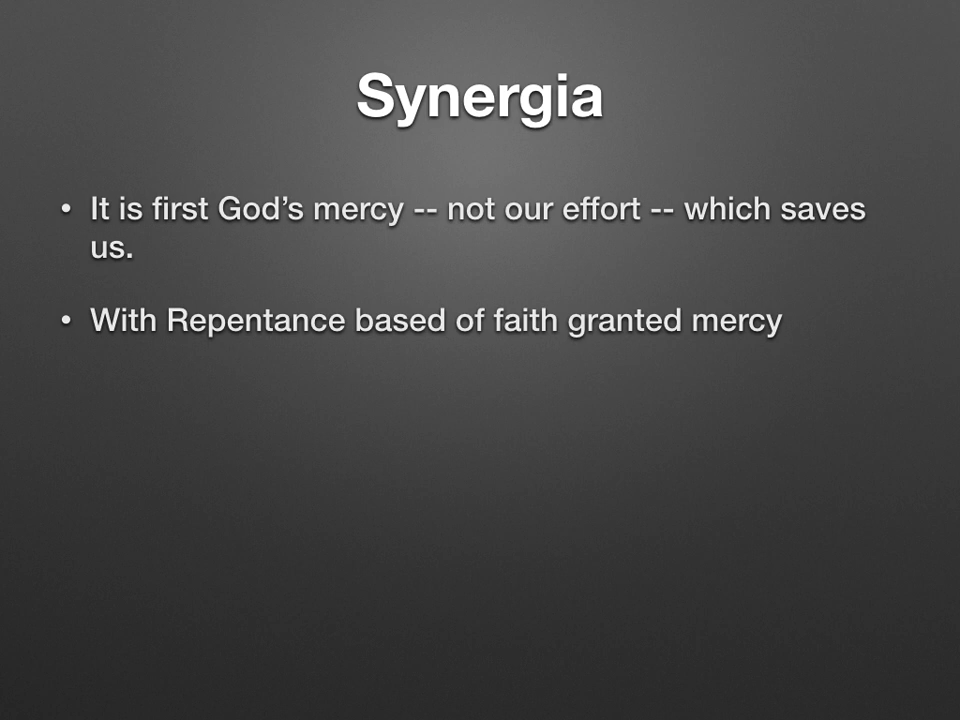 Synergia
• It is first God’s mercy -- not our effort -- which saves
us.
• With Repentance based of faith granted mercy